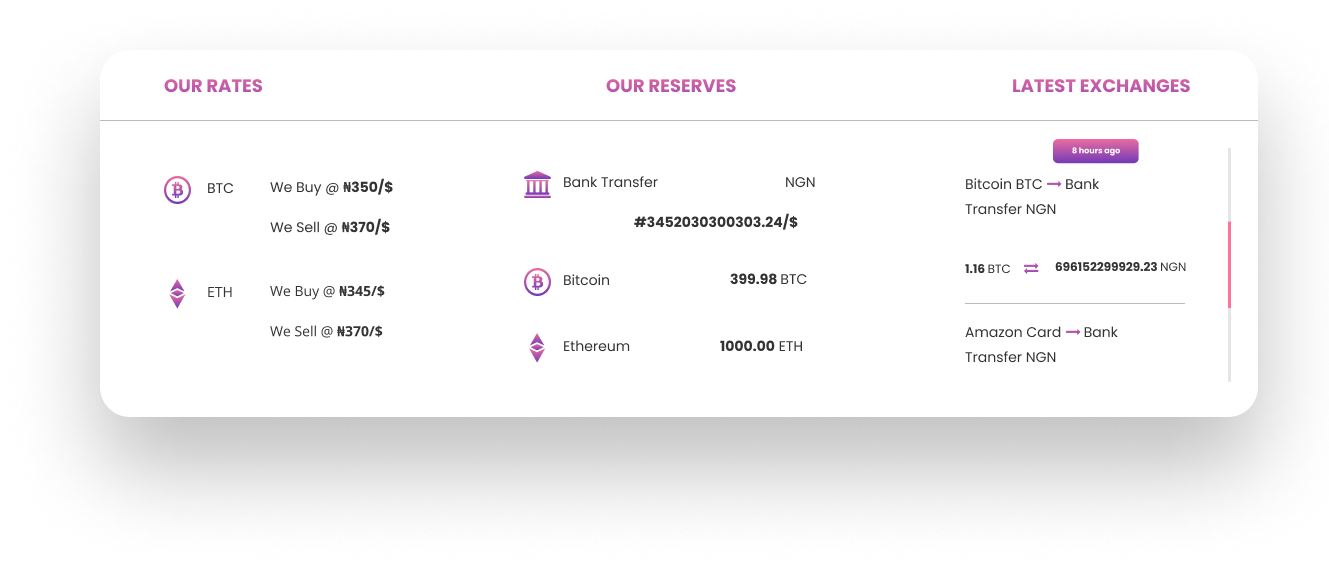 OUR RATES
OUR RESERVES
LATEST EXCHANGES
BTC
We Buy @ ₦350/$
We Sell @ ₦370/$
ETH
We Buy @ ₦345/$
We Sell @ ₦370/$
Bank Transfer NGN
#3452030300303.24/$
Bitcoin 399.98 BTC
Ethereum 1000.00 ETH
8 hours ago
Bitcoin BTC → Bank
Transfer NGN
1.16 BTC ⇄ 696152299929.23 NGN
Amazon Card → Bank
Transfer NGN